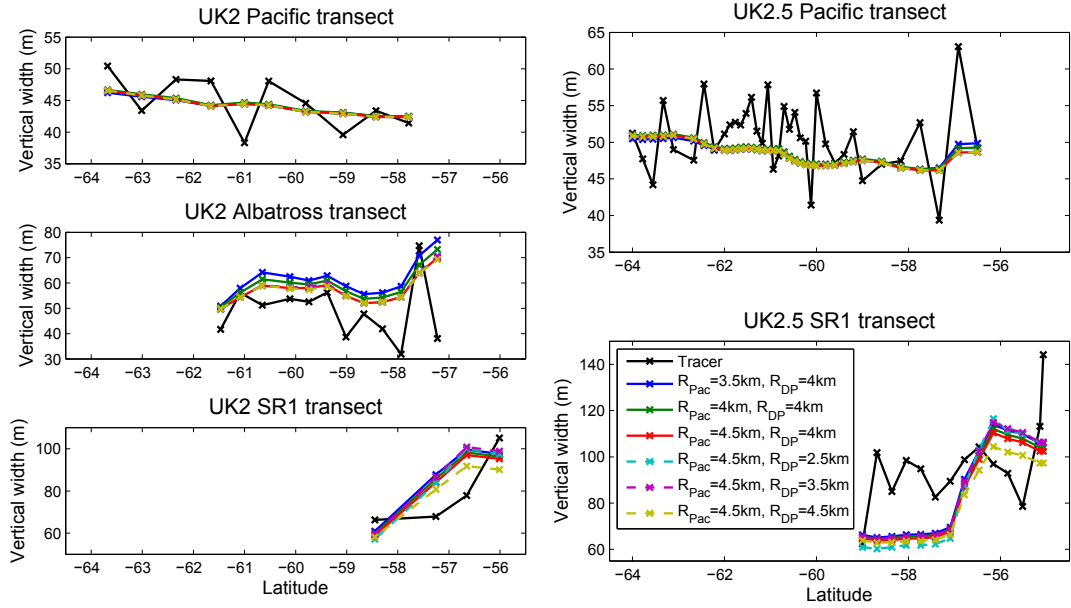 UK2 Pacific transect
Vertical width (m)
55
50
45
40
35
−64 −63 −62 −61 −60 −59 −58 −57 −56
UK2 Albatross transect
Vertical width (m)
80
70
60
50
40
30
−64 −63 −62 −61 −60 −59 −58 −57 −56
UK2 SR1 transect
Vertical width (m)
100
80
60
−64 −63 −62 −61 −60 −59 −58 −57 −56
Latitude
UK2.5 Pacific transect
Vertical width (m)
65
60
55
50
45
40
35
−64 −62 −60 −58 −56
UK2.5 SR1 transect
Vertical width (m)
140
120
100
80
60
Tracer
R_Pac=3.5km, R_DP=4km
R_Pac=4km, R_DP=4km
R_Pac=4.5km, R_DP=4km
R_Pac=4.5km, R_DP=2.5km
R_Pac=4.5km, R_DP=3.5km
R_Pac=4.5km, R_DP=4.5km
−64 −62 −60 −58 −56
Latitude